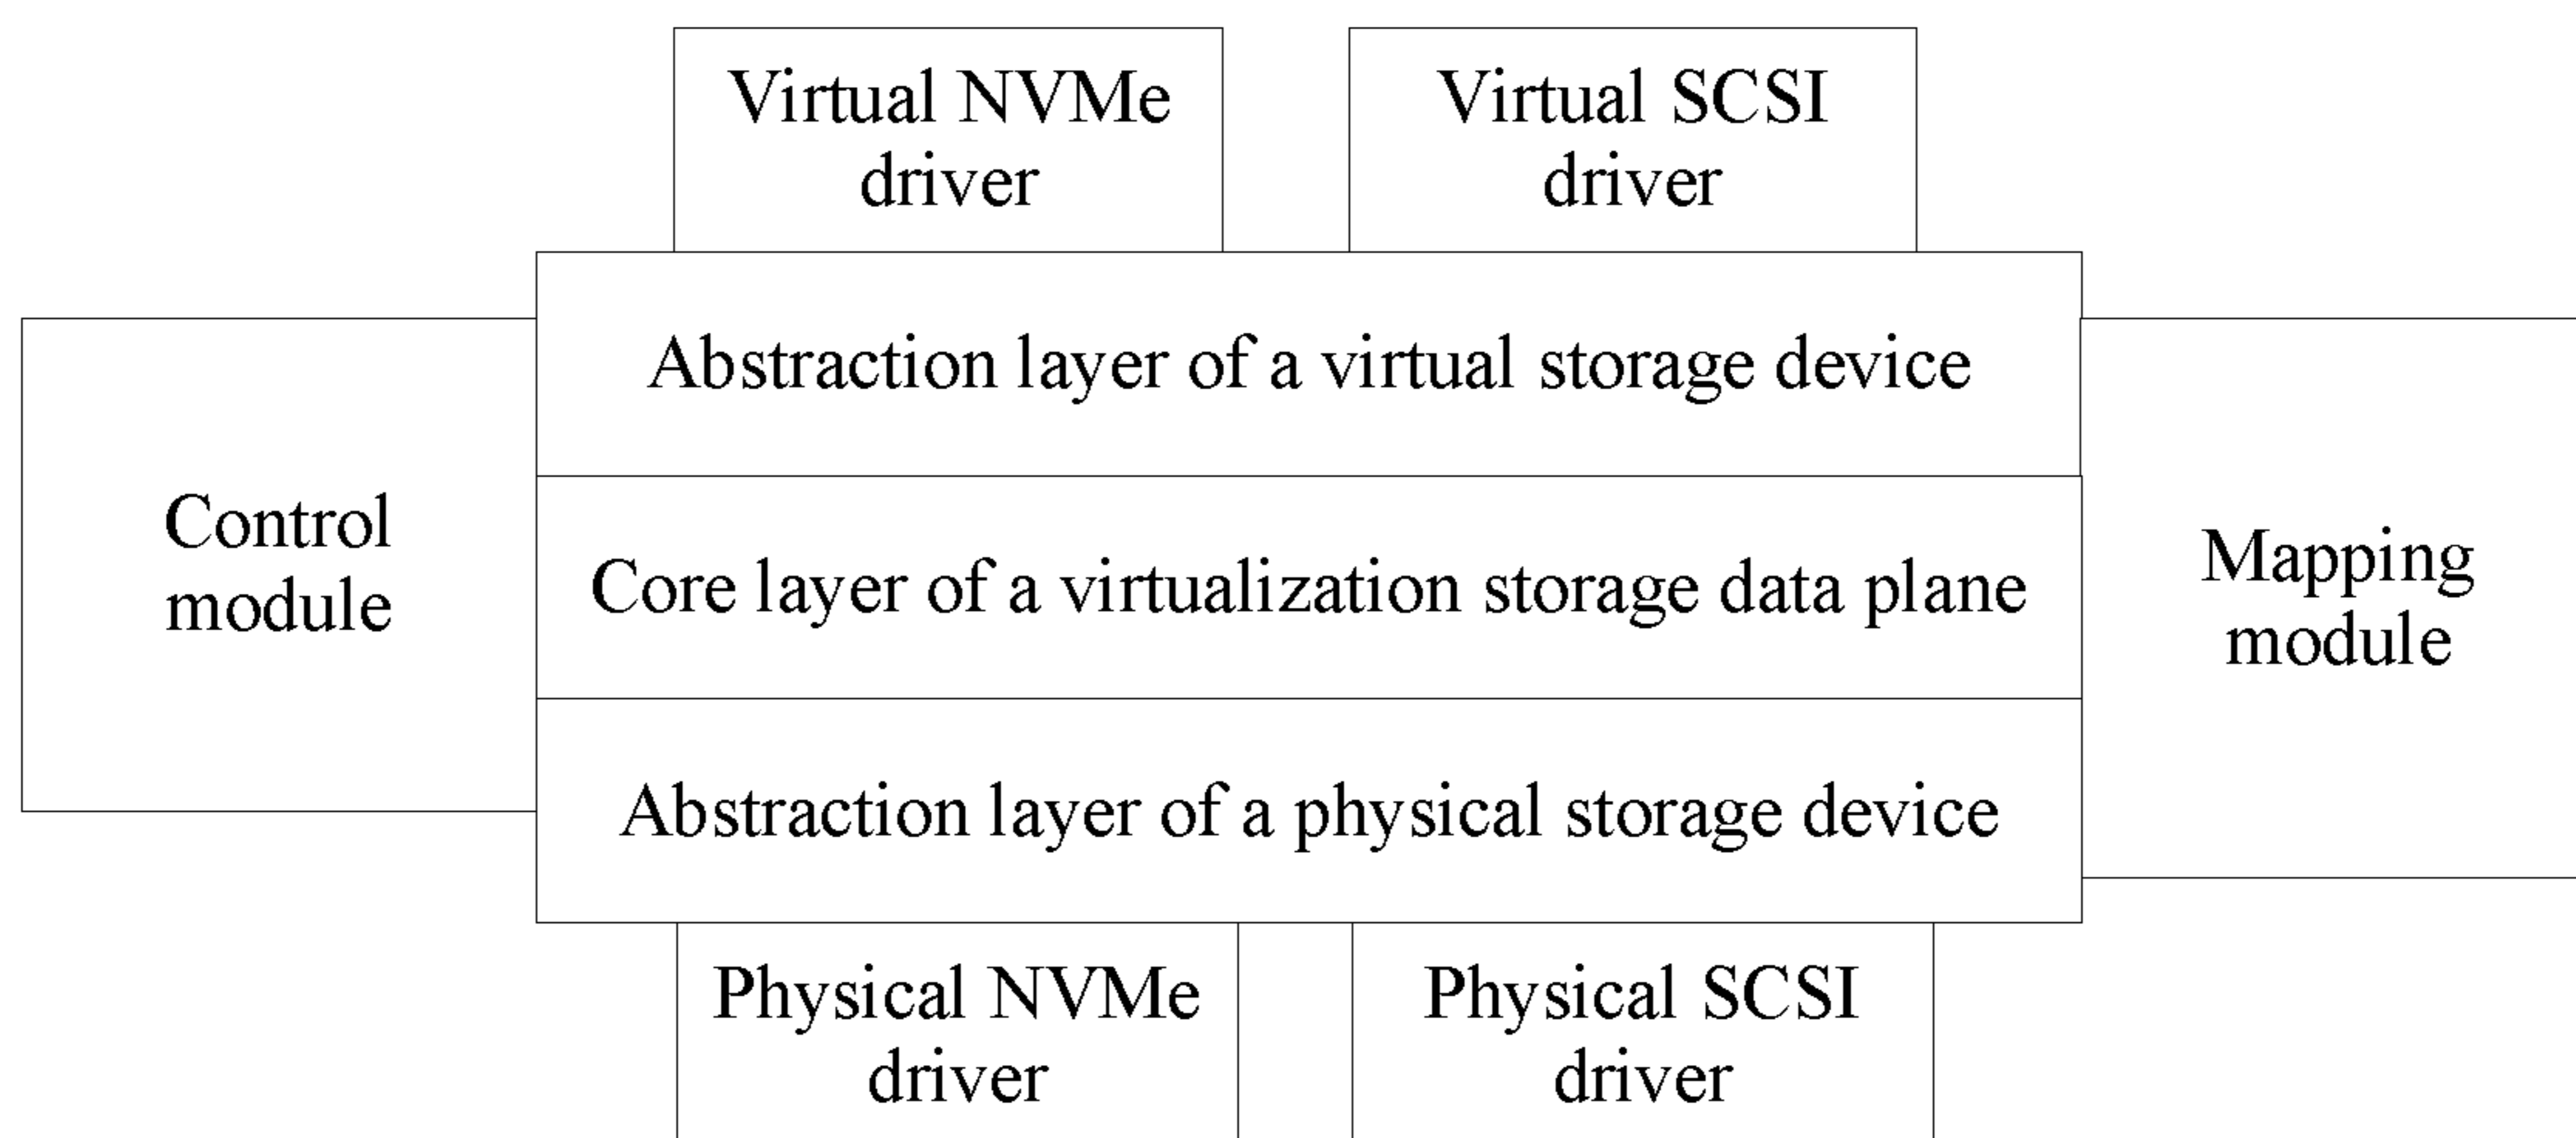 Virtual NVMe
driver
Virtual SCSI
driver
Abstraction layer of a virtual storage device
Control
module
Core layer of a virtualization storage data plane
Mapping
module
Abstraction layer of a physical storage device
Physical NVMe
driver
Physical SCSI
driver